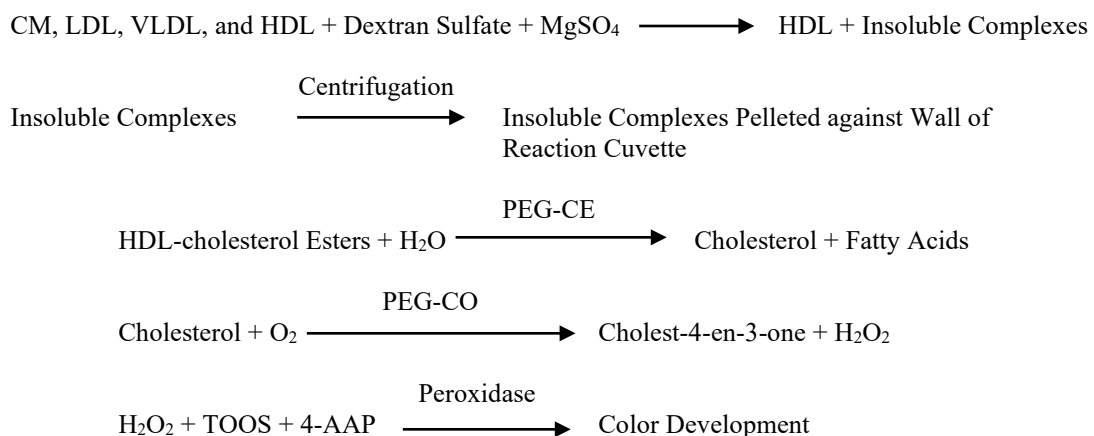 CM, LDL, VLDL, and HDL + Dextran Sulfate + MgSO₄ ⟶ HDL + Insoluble Complexes
Centrifugation
Insoluble Complexes ⟶ Insoluble Complexes Pelleted against Wall of
Reaction Cuvette
PEG-CE
HDL-cholesterol Esters + H₂O ⟶ Cholesterol + Fatty Acids
PEG-CO
Cholesterol + O₂ ⟶ Cholest-4-en-3-one + H₂O₂
Peroxidase
H₂O₂ + TOOS + 4-AAP ⟶ Color Development